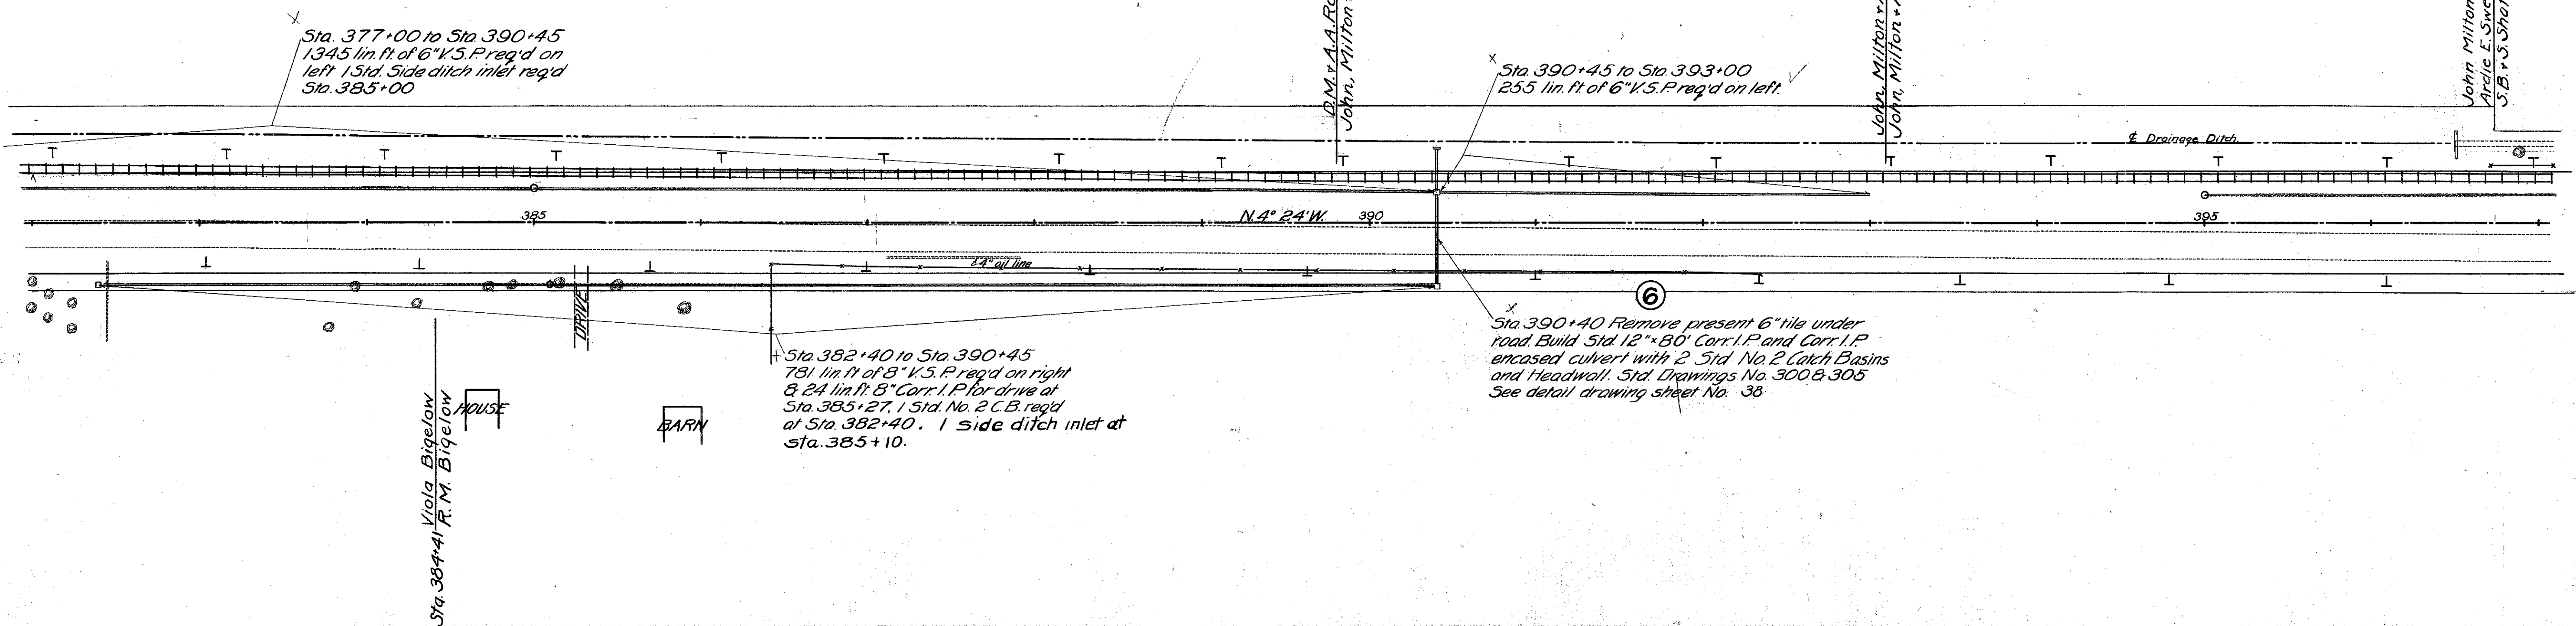 Sta. 377+00 to Sta 390+45
1345 lin. ft of 6" V.S.P. req'd on
left 1 Std. Side ditch inlet req'd
Sta. 385+00
D.M. & A.A. Ro
John, Milton
Sta. 390+45 to Sta. 393+00
255 lin. ft. of 6" V.S.P. req'd on left
John, Milton &
John, Milton &
John Milton
Ardie E. Swe
S.B. & S. Sha
℄ Drainage Ditch.
385
N. 4° 24' W.
390
395
4" oil line
6
DRIVE
Sta. 390+40 Remove present 6" tile under
road. Build Std. 12" x 80' Corr. I.P. and Corr. I.P.
encased culvert with 2 Std. No. 2 Catch Basins
and Headwall. Std. Drawings No. 300 & 305
See detail drawing sheet No. 38
Sta. 382+40 to Sta. 390+45
781 lin. ft of 8" V.S.P. req'd on right
& 24 lin. ft. 8" Corr. I.P. for drive at
Sta. 385+27, 1 Std. No. 2 C.B. req'd
at Sta. 382+40. 1 side ditch inlet at
sta. 385+10.
HOUSE
BARN
Sta. 384+41 Viola Bigelow
R. M. Bigelow